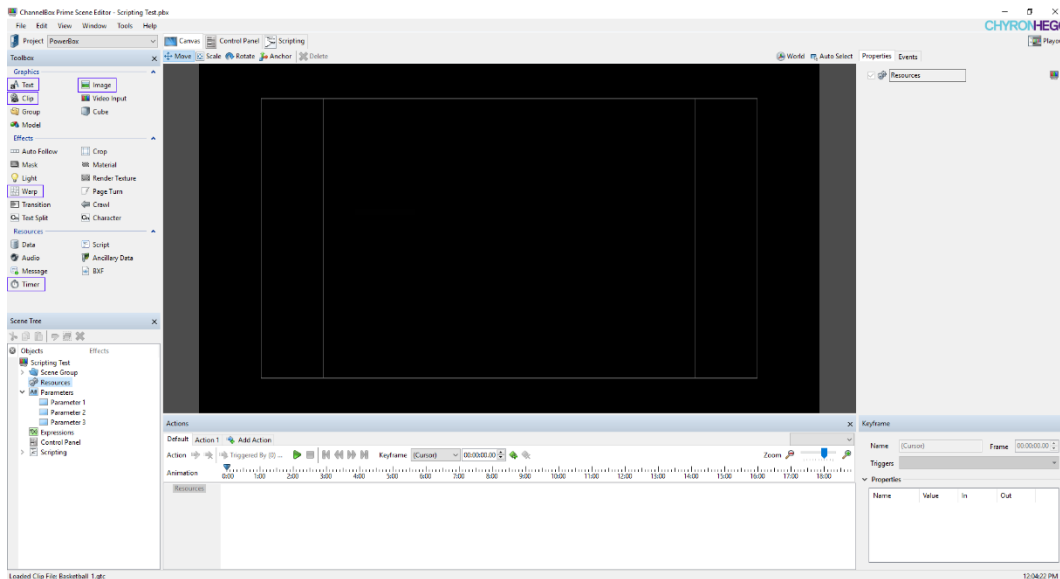 ChannelBox Prime Scene Editor - Scripting Test.pbx
File Edit View Window Tools Help
CHYRONHEG
Project PowerBox Canvas Control Panel Scripting Playo
Toolbox
Move Scale Rotate Anchor Delete World Auto Select
Properties Events
Graphics
Resources
Text Image
Clip Video Input
Group Cube
Model
Effects
Auto Follow Crop
Mask Material
Light Render Texture
Warp Page Turn
Transition Crawl
Text Split Character
Resources
Data Script
Audio Ancillary Data
Message BXF
Timer
Scene Tree
Objects Effects
Scripting Test
Scene Group
Resources
Parameters
Parameter 1
Parameter 2
Parameter 3
Expressions
Control Panel
Scripting
Actions
Default Action 1 Add Action
Action Triggered By (0) ... Keyframe (Cursor) 00:00:00.00 Zoom
Animation 0:00 1:00 2:00 3:00 4:00 5:00 6:00 7:00 8:00 9:00 10:00 11:00 12:00 13:00 14:00 15:00 16:00 17:00 18:00
Resources
Keyframe
Name (Cursor) Frame 00:00:00.00
Triggers
Properties
Name Value In Out
Loaded Clip File: Basketball_1.qtc
12:04:22 PM